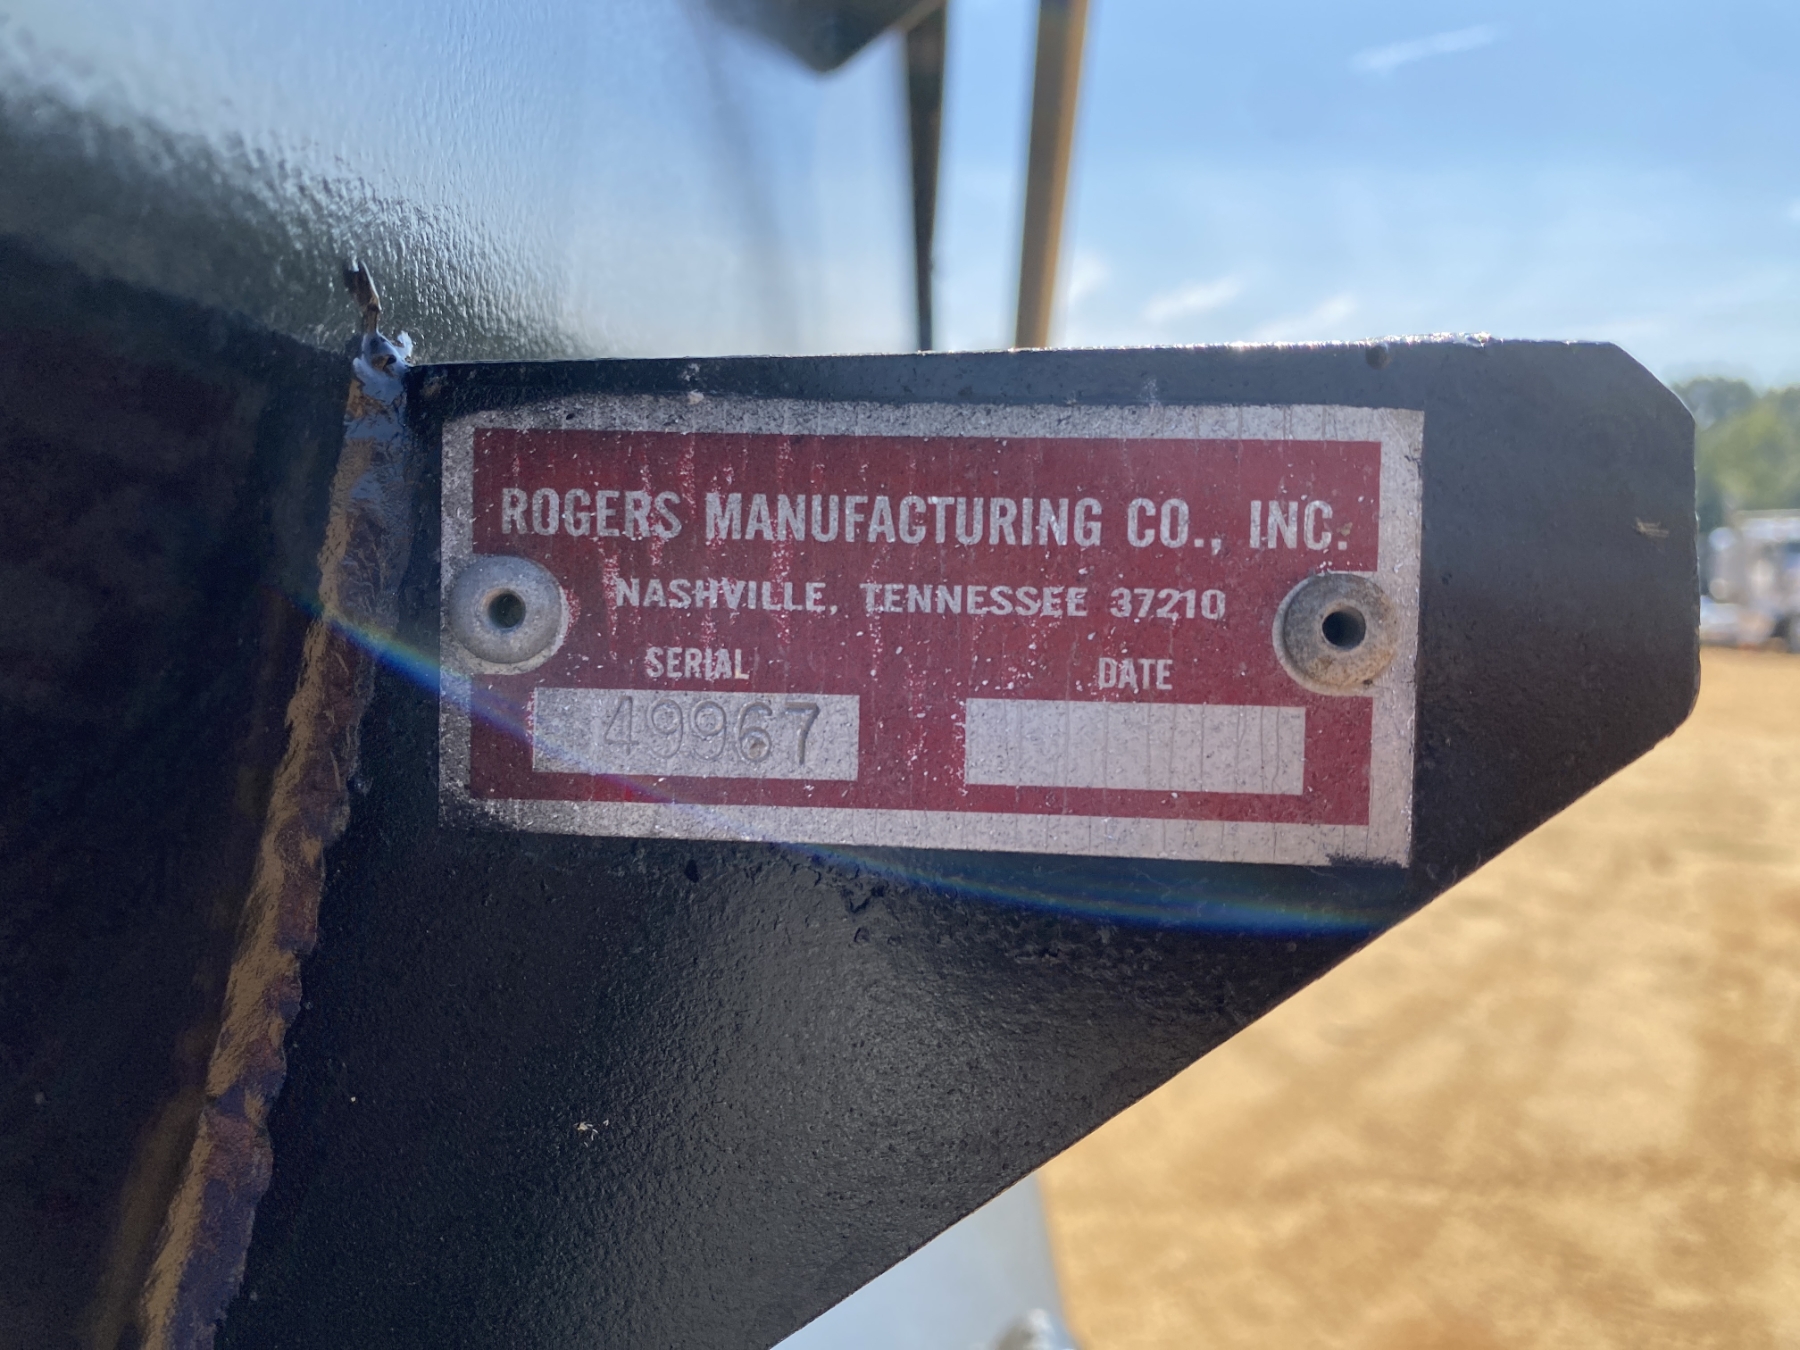 ROGERS MANUFACTURING CO., INC.
NASHVILLE, TENNESSEE 37210
SERIAL DATE
49967